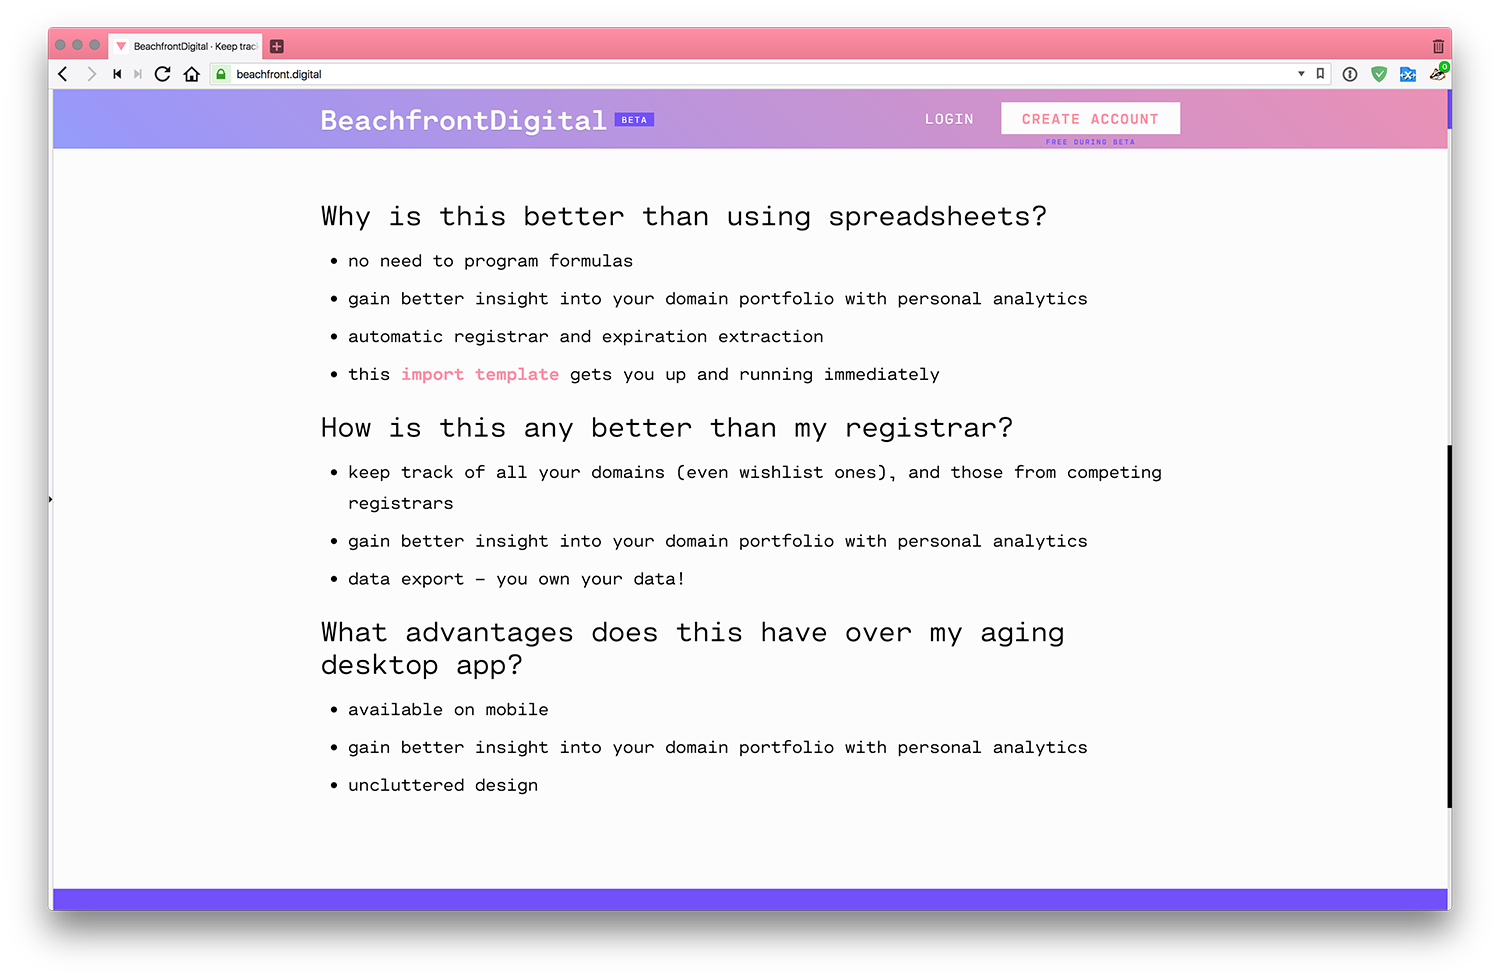 BeachfrontDigital · Keep trac
beachfront.digital
0
BeachfrontDigital BETA
LOGIN
CREATE ACCOUNT
FREE DURING BETA
Why is this better than using spreadsheets?
• no need to program formulas
• gain better insight into your domain portfolio with personal analytics
• automatic registrar and expiration extraction
• this import template gets you up and running immediately
How is this any better than my registrar?
• keep track of all your domains (even wishlist ones), and those from competing
registrars
• gain better insight into your domain portfolio with personal analytics
• data export – you own your data!
What advantages does this have over my aging
desktop app?
• available on mobile
• gain better insight into your domain portfolio with personal analytics
• uncluttered design